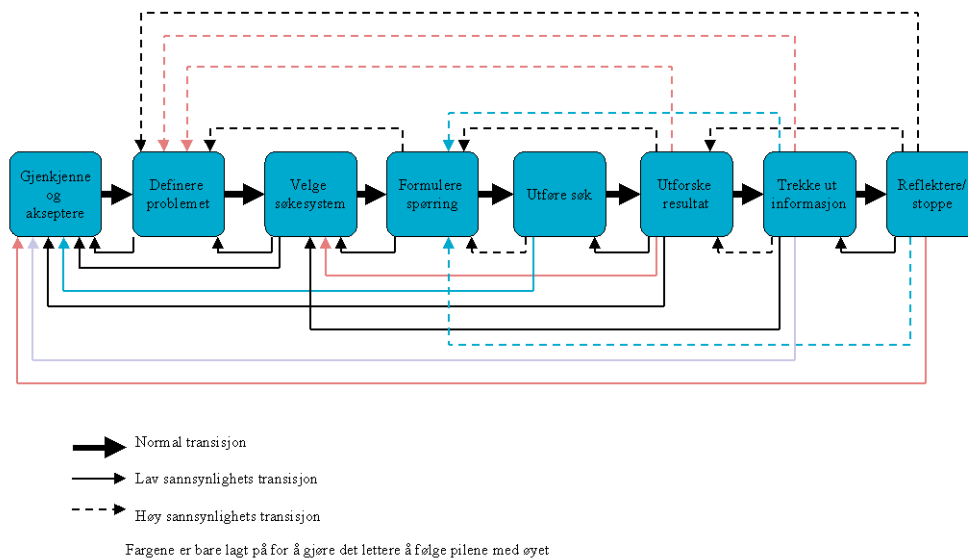 Gjenkjenne
og
akseptere
Definere
problemet
Velge
søkesystem
Formulere
spørring
Utføre søk
Utforske
resultat
Trekke ut
informasjon
Reflektere/
stoppe
Normal transisjon
Lav sannsynlighets transisjon
Høy sannsynlighets transisjon
Fargene er bare lagt på for å gjøre det lettere å følge pilene med øyet